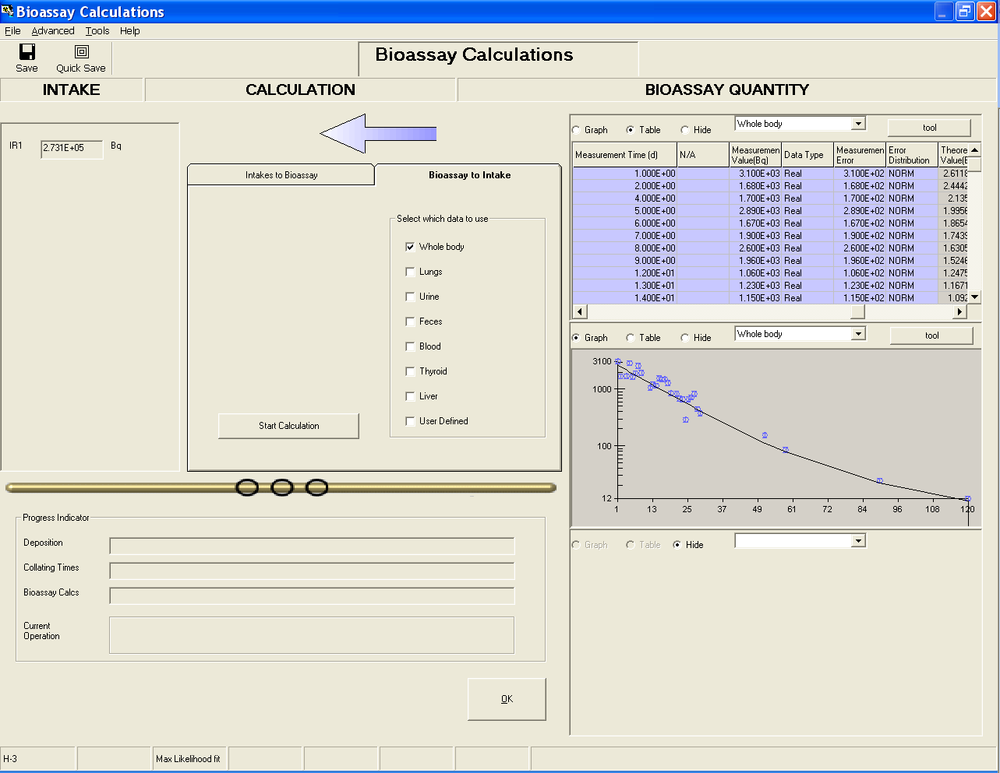 Bioassay Calculations
File Advanced Tools Help
Save Quick Save
Bioassay Calculations
INTAKE CALCULATION BIOASSAY QUANTITY
IR1 2.731E+05 Bq
Intakes to Bioassay Bioassay to Intake
Select which data to use
Whole body
Lungs
Urine
Feces
Blood
Thyroid
Liver
User Defined
Start Calculation
Graph Table Hide Whole body tool
Measurement Time (d) N/A Measuremen Value(Bq) Data Type Measuremen Error Error Distribution Theore Value(E
1.000E+00 3.100E+03 Real 3.100E+02 NORM 2.6118
2.000E+00 1.680E+03 Real 1.680E+02 NORM 2.4442
4.000E+00 1.700E+03 Real 1.700E+02 NORM 2.135
5.000E+00 2.890E+03 Real 2.890E+02 NORM 1.9956
6.000E+00 1.670E+03 Real 1.670E+02 NORM 1.8654
7.000E+00 1.900E+03 Real 1.900E+02 NORM 1.7439
8.000E+00 2.600E+03 Real 2.600E+02 NORM 1.6305
9.000E+00 1.960E+03 Real 1.960E+02 NORM 1.5246
1.200E+01 1.060E+03 Real 1.060E+02 NORM 1.2475
1.300E+01 1.230E+03 Real 1.230E+02 NORM 1.1671
1.400E+01 1.150E+03 Real 1.150E+02 NORM 1.092
Graph Table Hide Whole body tool
3100
1000
100
12
1 13 25 37 49 61 72 84 96 108 120
Graph Table Hide
Progress Indicator
Deposition
Collating Times
Bioassay Calcs
Current
Operation
OK
H-3 Max Likelihood fit